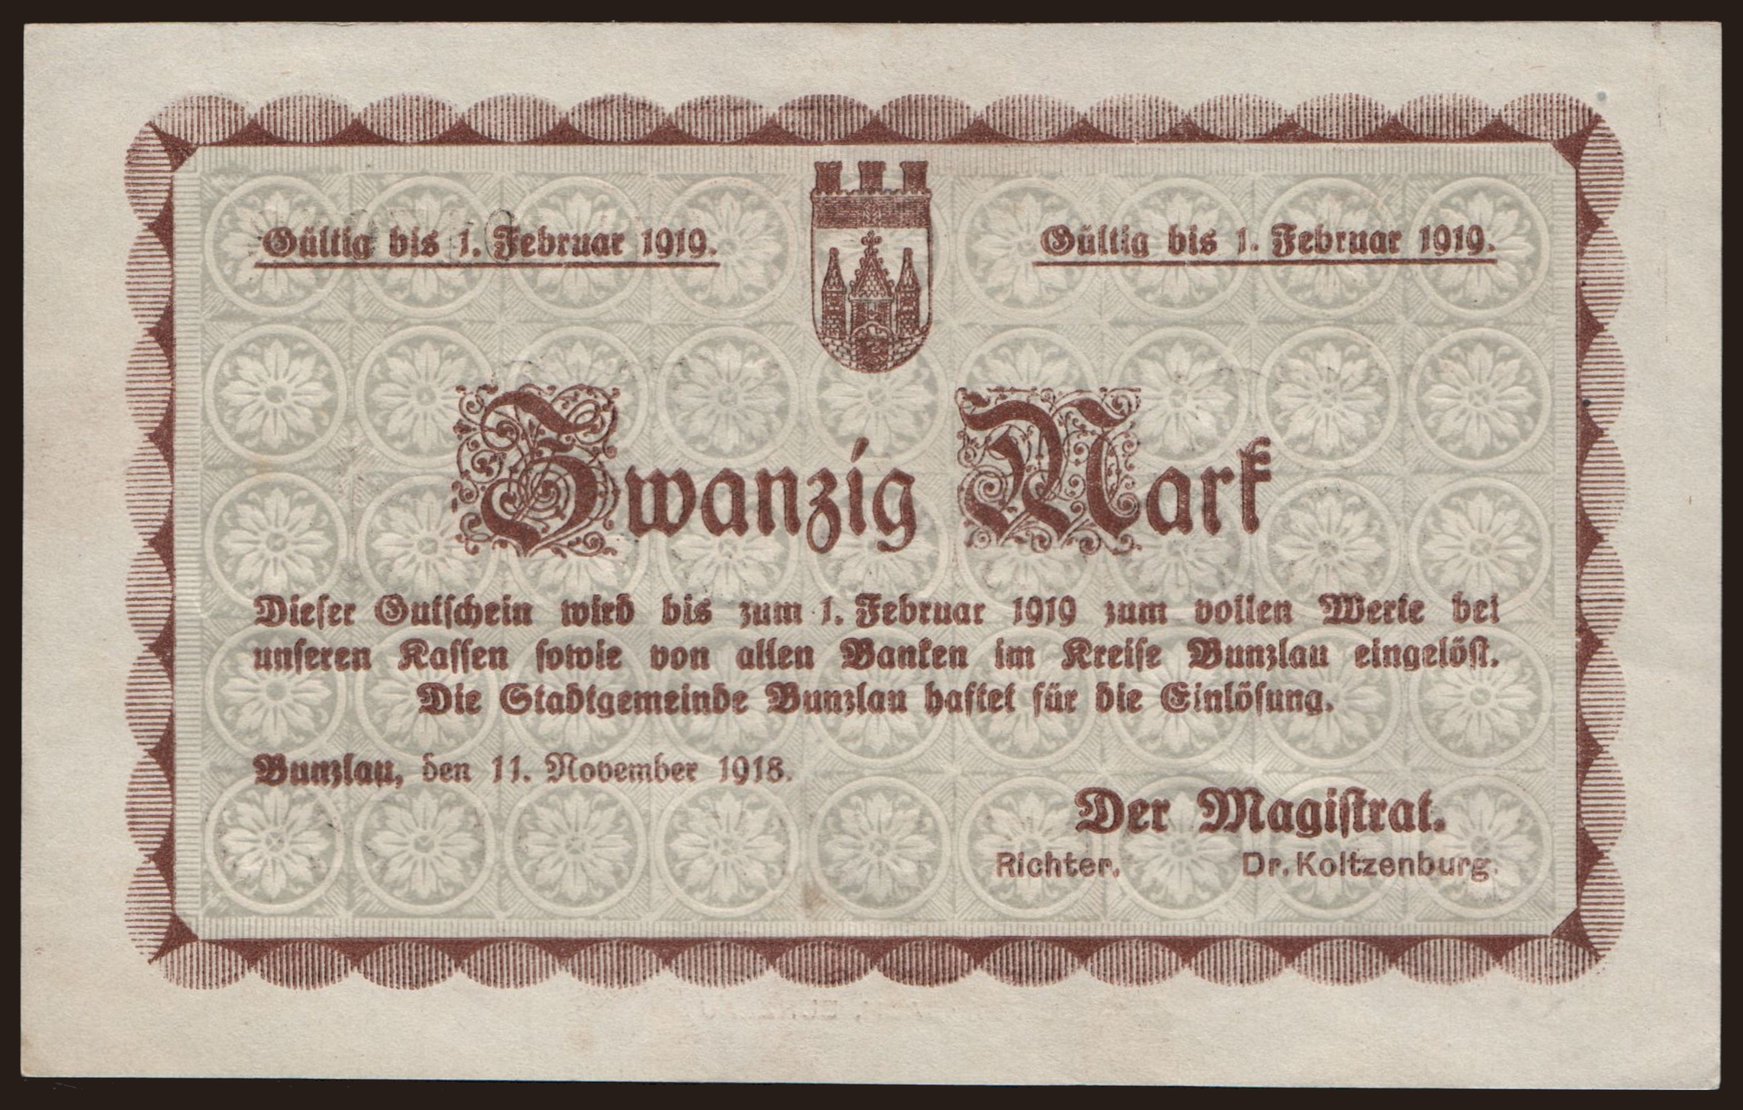 Gültig bis 1. Februar 1919.
Gültig bis 1. Februar 1919.
Zwanzig Mark
Dieser Gutschein wird bis zum 1. Februar 1919 zum vollen Werte bei
unseren Kassen sowie von allen Banken im Kreise Bunzlau eingelöst.
Die Stadtgemeinde Bunzlau haftet für die Einlösung.
Bunzlau, den 11. November 1918.
Der Magistrat.
Richter. Dr. Koltzenburg.